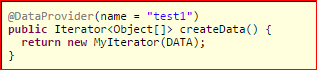 @DataProvider(name = "test1")
public Iterator<Object[]> createData() {
  return new MyIterator(DATA);
}